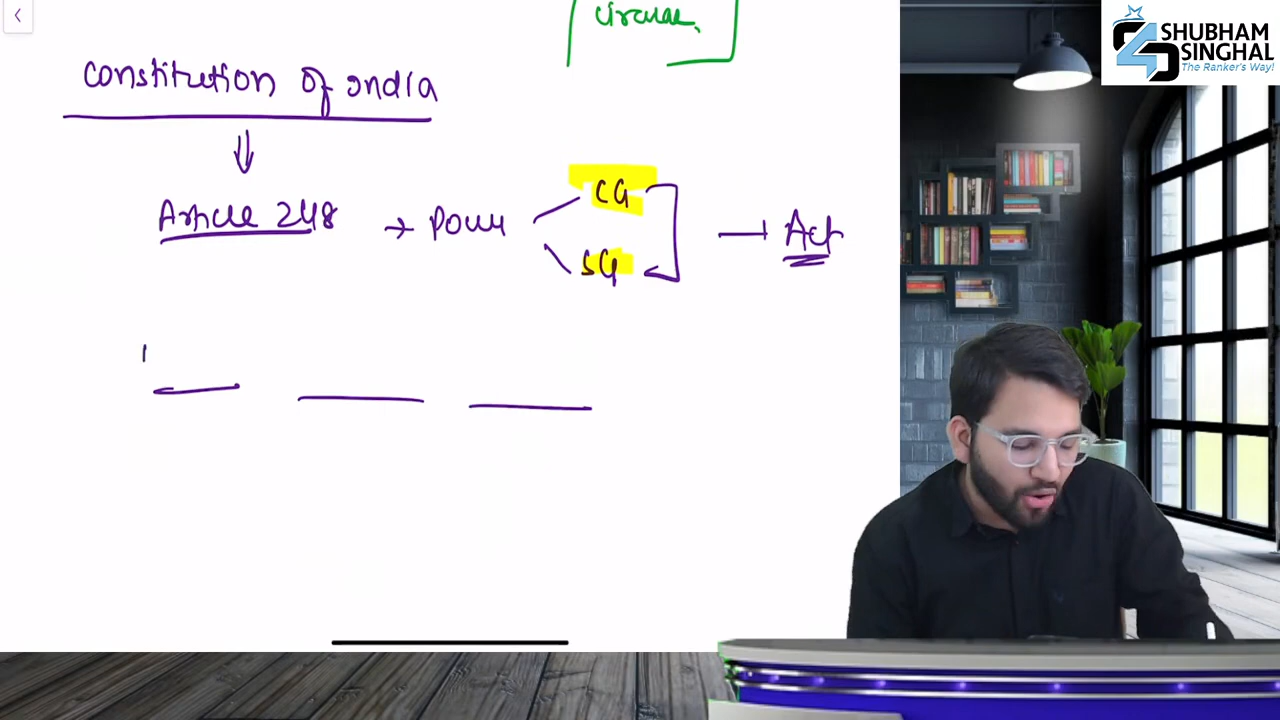 circular.
SHUBHAM
SINGHAL
The Ranker's Way!
Constitution of India
Article 248 → Power
CG
SG
Act